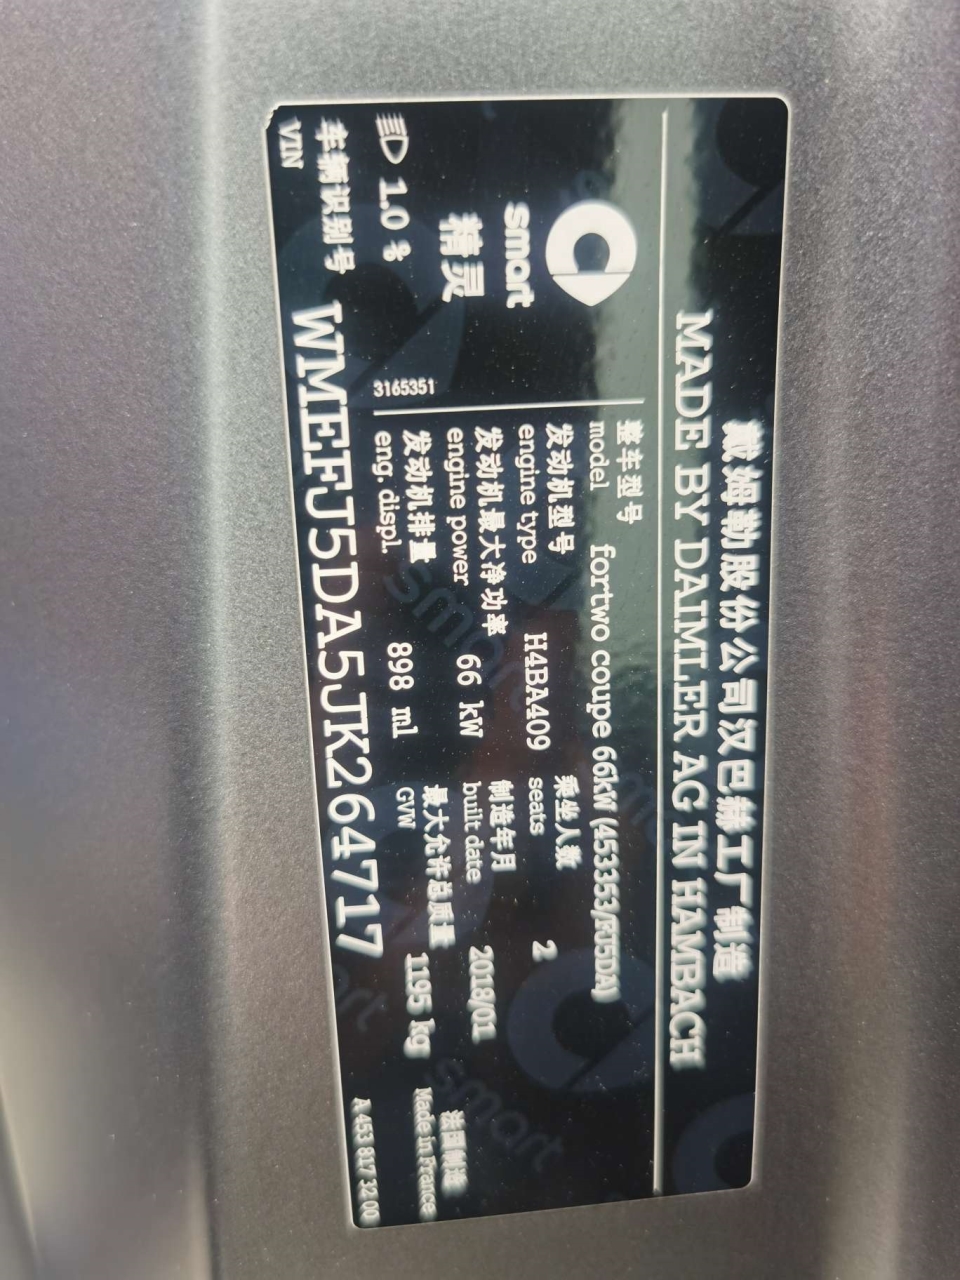 戴姆勒股份公司汉巴赫工厂制造
MADE BY DAIMLER AG IN HAMBACH
smart
精灵
整车型号
model fortwo coupe 66kW (453353/FJ5DA)
发动机型号
engine type H4BA409
乘坐人数
seats 2
发动机最大净功率
engine power 66 kW
制造年月
built date 2018/01
发动机排量
eng. displ. 898 ml
最大允许总质量
GVW 1195 kg
法国制造
Made in France
1.0 %
3165351
车辆识别号
VIN WMEFJ5DA5JK264717
A 453 817 32 00